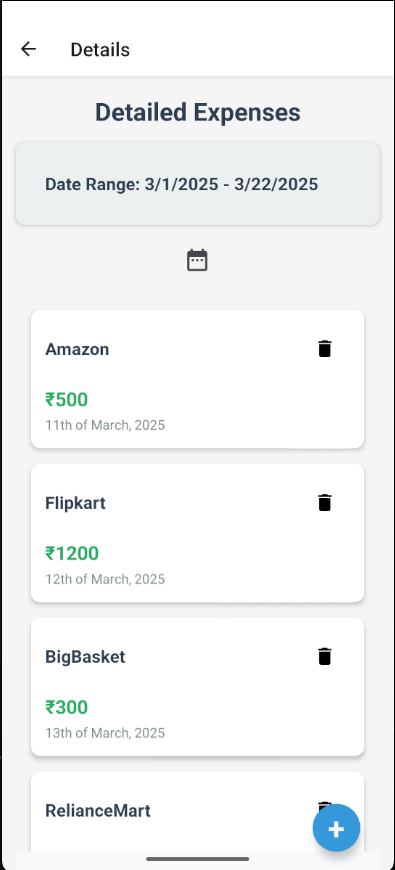 Details
Detailed Expenses
Date Range: 3/1/2025 - 3/22/2025
Amazon
₹500
11th of March, 2025
Flipkart
₹1200
12th of March, 2025
BigBasket
₹300
13th of March, 2025
RelianceMart